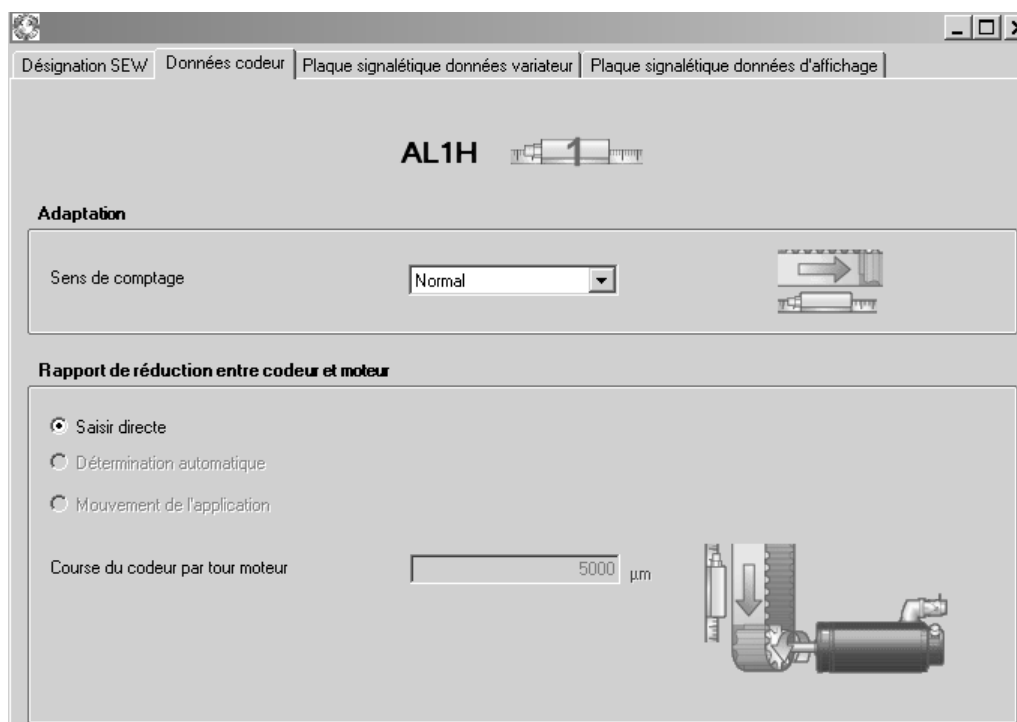 Désignation SEW Données codeur Plaque signalétique données variateur Plaque signalétique données d'affichage
AL1H 1
Adaptation
Sens de comptage Normal
Rapport de réduction entre codeur et moteur
Saisir directe
Détermination automatique
Mouvement de l'application
Course du codeur par tour moteur 5000 µm